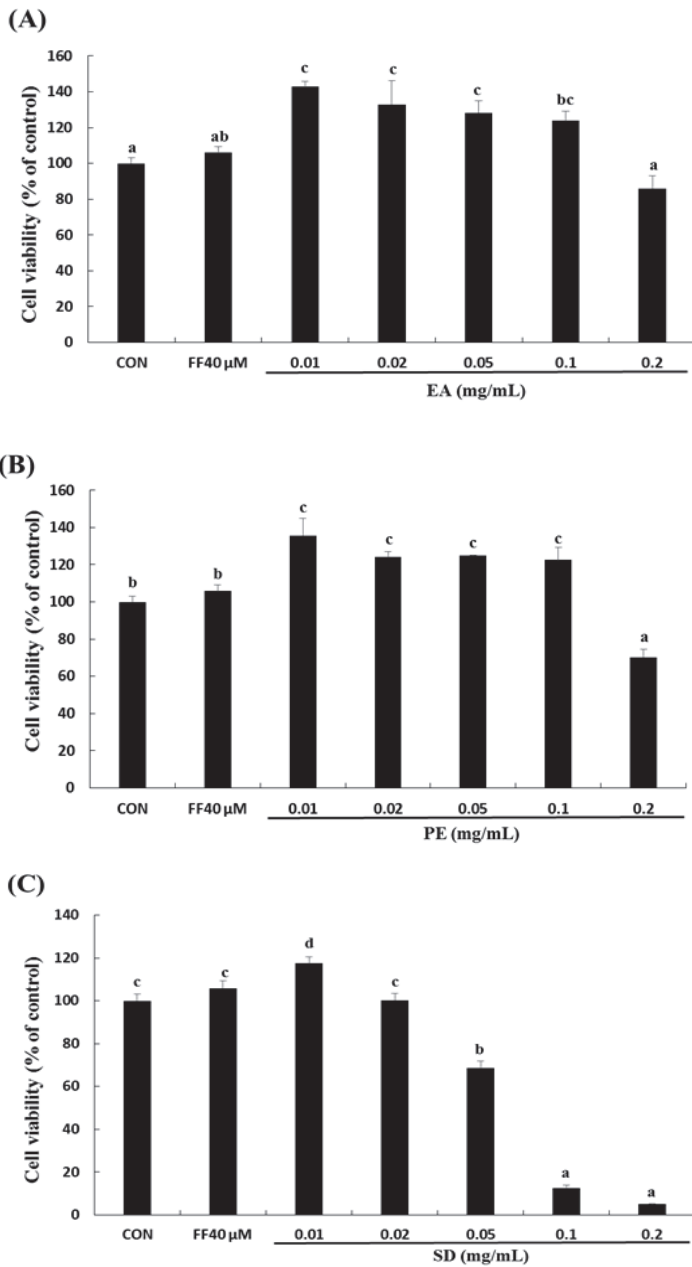 (A)
Cell viability (% of control)
160
140
120
100
80
60
40
20
0
a
ab
c
c
c
bc
a
CON
FF40 μM
0.01
0.02
0.05
0.1
0.2
EA (mg/mL)
(B)
Cell viability (% of control)
160
140
120
100
80
60
40
20
0
b
b
c
c
c
c
a
CON
FF40 μM
0.01
0.02
0.05
0.1
0.2
PE (mg/mL)
(C)
Cell viability (% of control)
140
120
100
80
60
40
20
0
c
c
d
c
b
a
a
CON
FF40 μM
0.01
0.02
0.05
0.1
0.2
SD (mg/mL)